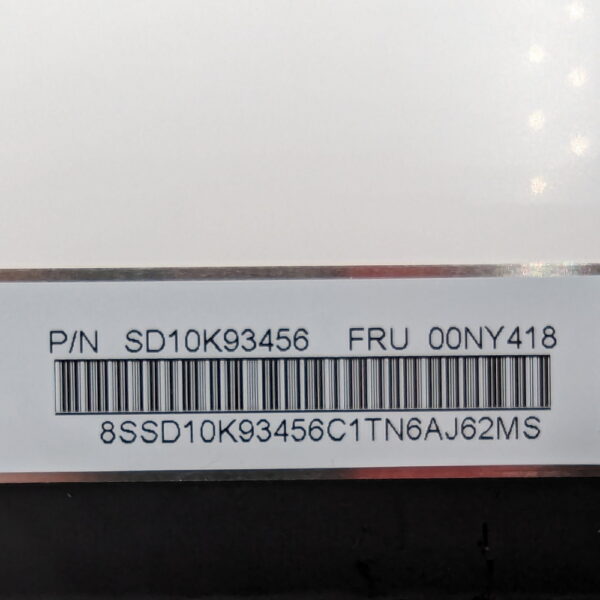 P/N SD10K93456 FRU 00NY418
8SSD10K93456C1TN6AJ62MS